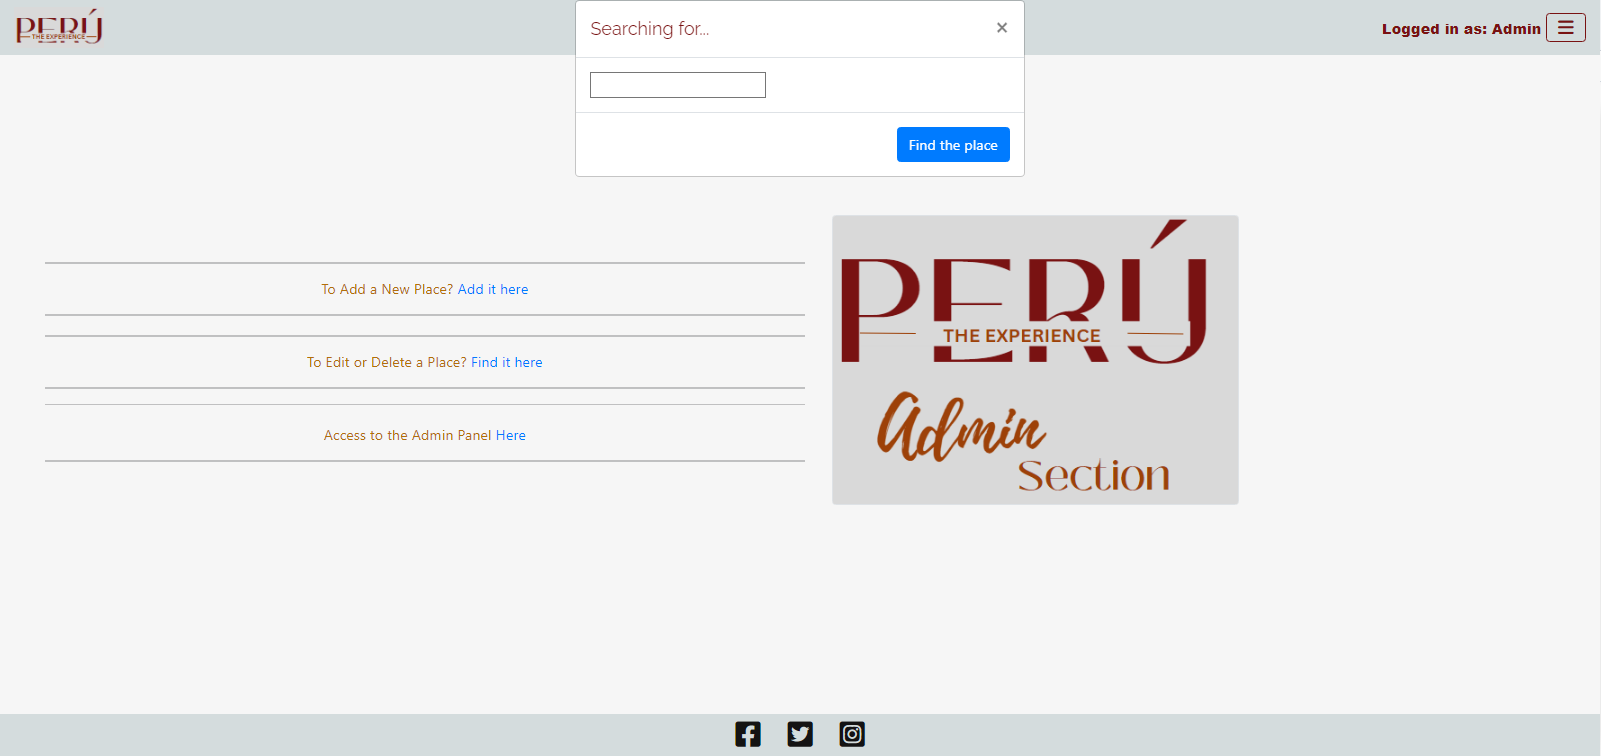 PERÚ
THE EXPERIENCE
Searching for...
×
Logged in as: Admin
Find the place
To Add a New Place? Add it here
To Edit or Delete a Place? Find it here
Access to the Admin Panel Here
PERÚ
THE EXPERIENCE
Admin
Section